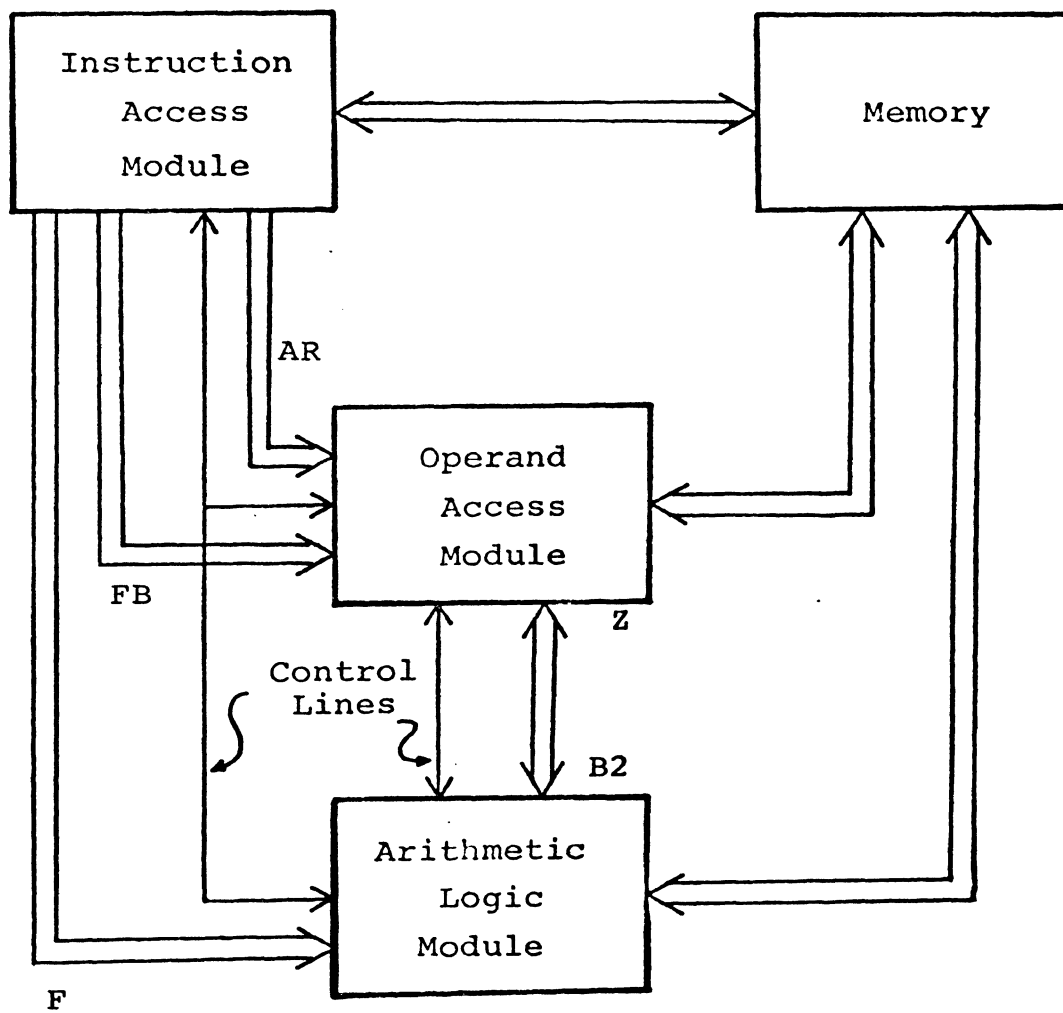 Instruction
Access
Module
Memory
AR
Operand
Access
Module
FB
Z
Control
Lines
B2
Arithmetic
Logic
Module
F